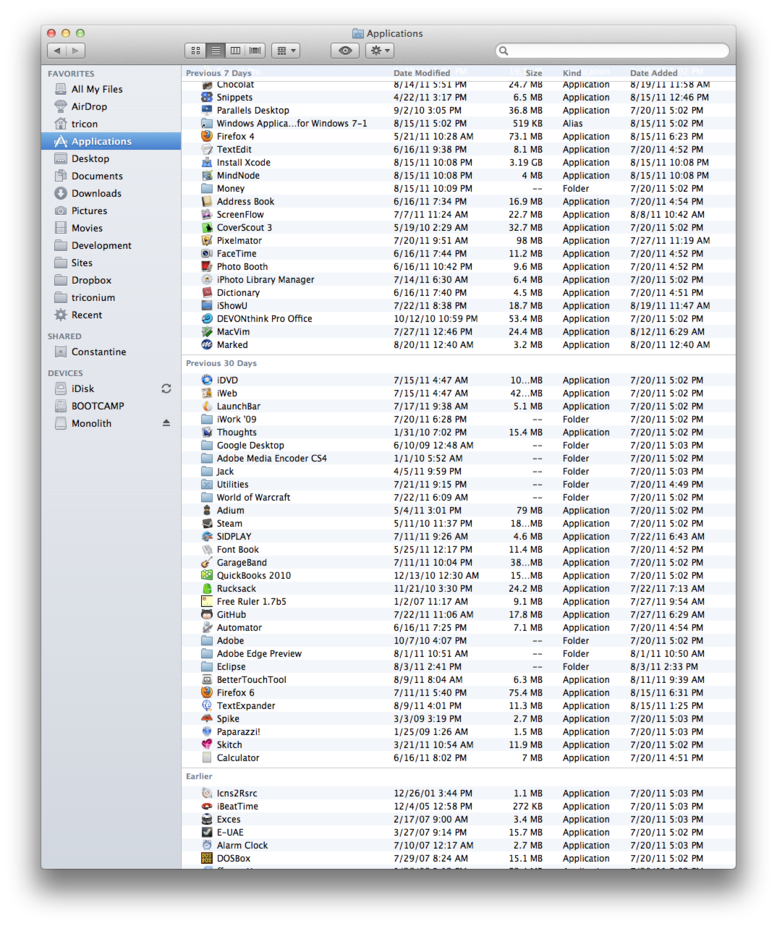 Applications
FAVORITES
All My Files
AirDrop
tricon
Applications
Desktop
Documents
Downloads
Pictures
Movies
Development
Sites
Dropbox
triconium
Recent
SHARED
Constantine
DEVICES
iDisk
BOOTCAMP
Monolith
Previous 7 Days Date Modified Size Kind Date Added
Chocolat 8/14/11 5:51 PM 24.7 MB Application 8/19/11 11:58 AM
Snippets 4/22/11 3:17 PM 6.5 MB Application 8/15/11 12:46 PM
Parallels Desktop 9/2/10 3:05 PM 36.8 MB Application 7/20/11 5:02 PM
Windows Applica...for Windows 7-1 8/15/11 5:02 PM 519 KB Alias 8/15/11 5:02 PM
Firefox 4 5/21/11 10:28 AM 73.1 MB Application 8/15/11 6:23 PM
TextEdit 6/16/11 9:38 PM 8.1 MB Application 7/20/11 4:52 PM
Install Xcode 8/15/11 10:08 PM 3.19 GB Application 8/15/11 10:08 PM
MindNode 8/15/11 10:08 PM 4 MB Application 8/15/11 10:08 PM
Money 8/15/11 10:09 PM -- Folder 7/20/11 5:02 PM
Address Book 6/16/11 7:34 PM 16.9 MB Application 7/20/11 4:54 PM
ScreenFlow 7/7/11 11:24 AM 22.7 MB Application 8/8/11 10:42 AM
CoverScout 3 5/19/10 2:29 AM 32.7 MB Application 7/20/11 5:02 PM
Pixelmator 7/20/11 9:51 AM 98 MB Application 7/27/11 11:19 AM
FaceTime 6/16/11 7:44 PM 11.2 MB Application 7/20/11 4:52 PM
Photo Booth 6/16/11 10:42 PM 9.6 MB Application 7/20/11 4:52 PM
iPhoto Library Manager 7/14/11 6:30 AM 6.4 MB Application 7/20/11 5:02 PM
Dictionary 6/16/11 7:40 PM 4.5 MB Application 7/20/11 4:51 PM
iShowU 7/22/11 8:38 PM 18.7 MB Application 8/19/11 11:47 AM
DEVONthink Pro Office 10/12/10 10:59 PM 53.4 MB Application 7/20/11 5:02 PM
MacVim 7/27/11 12:46 PM 24.4 MB Application 8/12/11 6:29 AM
Marked 8/20/11 12:40 AM 3.2 MB Application 8/20/11 12:40 AM
Previous 30 Days
iDVD 7/15/11 4:47 AM 10...MB Application 7/20/11 5:02 PM
iWeb 7/15/11 4:47 AM 42...MB Application 7/20/11 5:02 PM
LaunchBar 7/17/11 9:38 AM 5.1 MB Application 7/20/11 5:02 PM
iWork '09 7/20/11 6:28 PM -- Folder 7/20/11 5:02 PM
Thoughts 1/31/10 7:02 PM 15.4 MB Application 7/20/11 5:02 PM
Google Desktop 6/10/09 12:48 AM -- Folder 7/20/11 5:03 PM
Adobe Media Encoder CS4 1/1/10 5:52 AM -- Folder 7/20/11 5:02 PM
Jack 4/5/11 9:59 PM -- Folder 7/20/11 5:03 PM
Utilities 7/21/11 9:15 PM -- Folder 7/20/11 4:49 PM
World of Warcraft 7/22/11 6:09 AM -- Folder 7/20/11 5:02 PM
Adium 5/4/11 3:01 PM 79 MB Application 7/20/11 5:02 PM
Steam 5/11/10 11:37 PM 18...MB Application 7/20/11 5:02 PM
SIDPLAY 7/11/11 9:26 AM 4.6 MB Application 7/22/11 6:43 AM
Font Book 5/25/11 12:17 PM 11.4 MB Application 7/20/11 4:52 PM
GarageBand 7/11/11 10:04 PM 38...MB Application 7/20/11 5:02 PM
QuickBooks 2010 12/13/10 12:30 AM 15...MB Application 7/20/11 5:02 PM
Rucksack 11/21/10 3:30 PM 24.2 MB Application 7/22/11 7:13 AM
Free Ruler 1.7b5 1/2/07 11:17 AM 9.1 MB Application 7/27/11 9:54 AM
GitHub 7/22/11 11:06 AM 17.8 MB Application 7/27/11 6:29 AM
Automator 6/16/11 7:25 PM 7.1 MB Application 7/20/11 4:54 PM
Adobe 10/7/10 4:07 PM -- Folder 7/20/11 5:02 PM
Adobe Edge Preview 8/1/11 10:51 AM -- Folder 8/1/11 10:50 AM
Eclipse 8/3/11 2:41 PM -- Folder 8/3/11 2:33 PM
BetterTouchTool 8/9/11 8:04 AM 6.3 MB Application 8/11/11 9:39 AM
Firefox 6 7/11/11 5:40 PM 75.4 MB Application 8/15/11 6:31 PM
TextExpander 8/9/11 4:01 PM 11.3 MB Application 8/15/11 1:25 PM
Spike 3/3/09 3:19 PM 2.7 MB Application 7/20/11 5:03 PM
Paparazzi! 1/25/09 1:26 AM 1.5 MB Application 7/20/11 5:03 PM
Skitch 3/21/11 10:54 AM 11.9 MB Application 7/20/11 5:02 PM
Calculator 6/16/11 8:02 PM 7 MB Application 7/20/11 4:51 PM
Earlier
Icns2Rsrc 12/26/01 3:44 PM 1.1 MB Application 7/20/11 5:03 PM
iBeatTime 12/4/05 12:58 PM 272 KB Application 7/20/11 5:03 PM
Exces 2/17/07 9:00 AM 3.4 MB Application 7/20/11 5:03 PM
E-UAE 3/27/07 9:14 PM 15.7 MB Application 7/20/11 5:02 PM
Alarm Clock 7/10/07 12:17 AM 2.7 MB Application 7/20/11 5:03 PM
DOSBox 7/29/07 8:24 AM 15.1 MB Application 7/20/11 5:02 PM